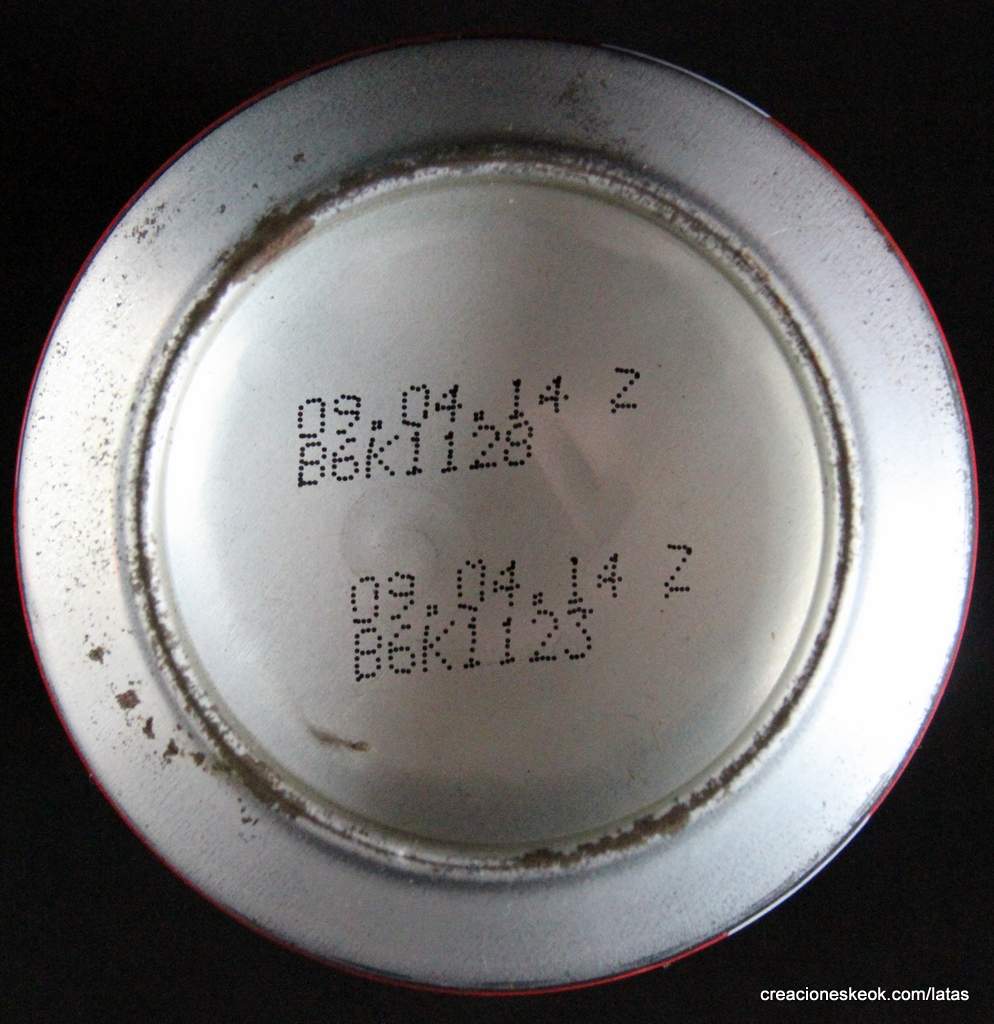 09.04.14 Z
B6K1128
09.04.14 Z
B6K1123
creacioneskeok.com/latas